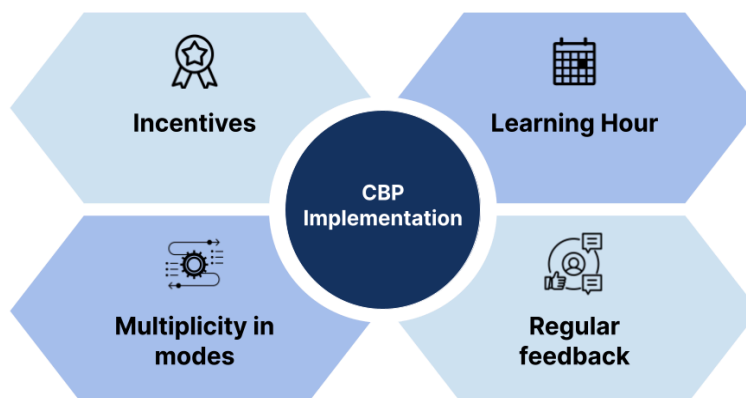 Incentives
Learning Hour
CBP
Implementation
Multiplicity in
modes
Regular
feedback